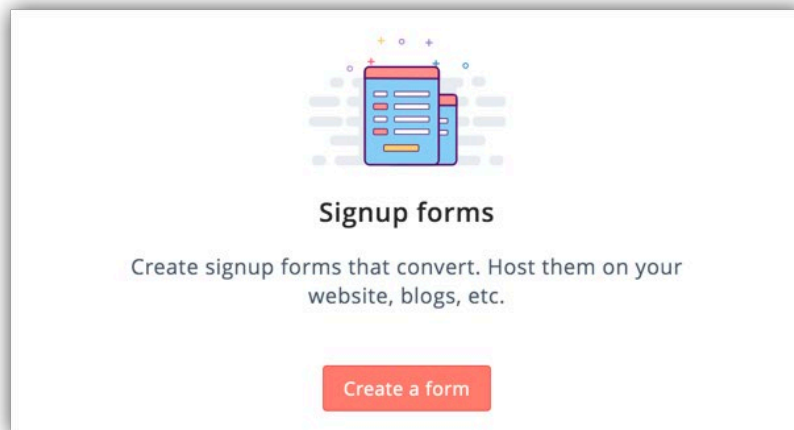 Signup forms
Create signup forms that convert. Host them on your
website, blogs, etc.
Create a form